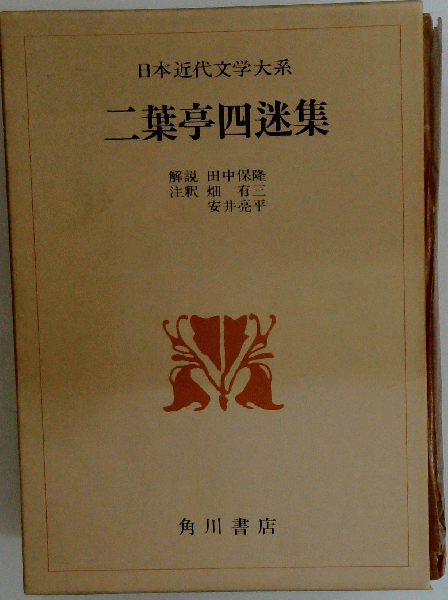 日本近代文学大系
二葉亭四迷集
解説 田中保隆
注釈 畑 有三
安井亮平
角川書店